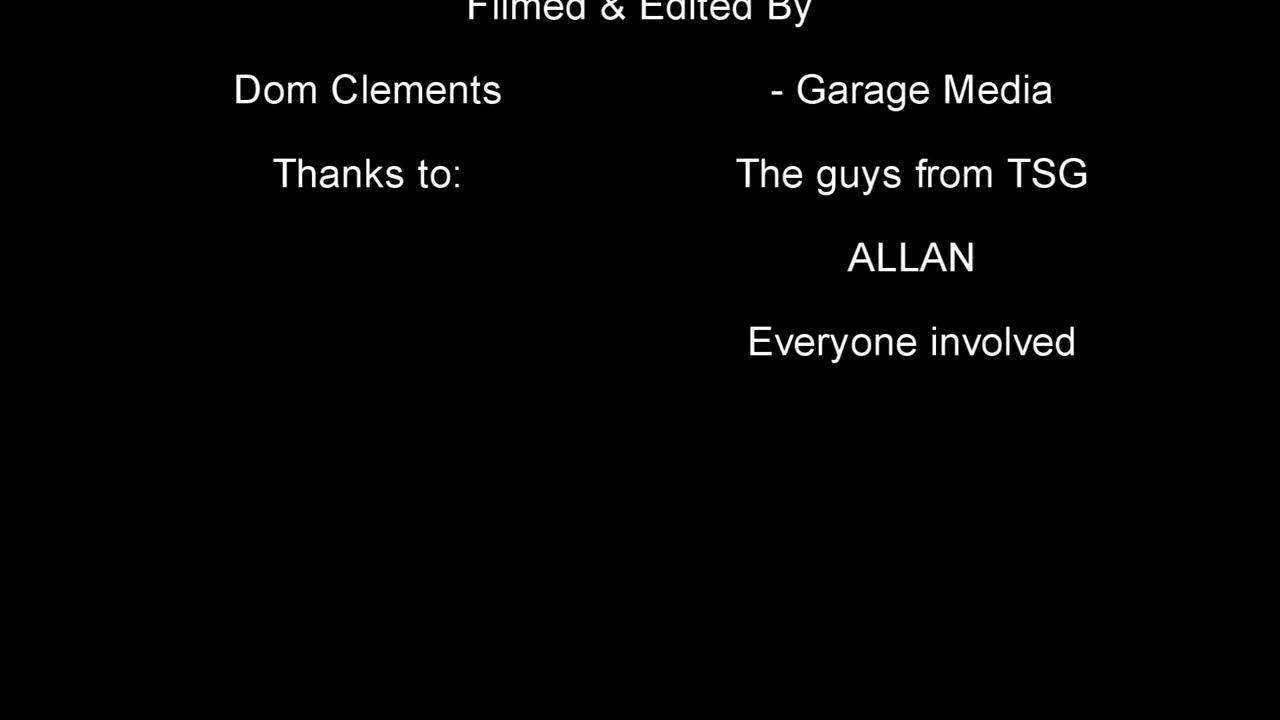 Filmed & Edited By
Dom Clements - Garage Media
Thanks to: The guys from TSG
ALLAN
Everyone involved